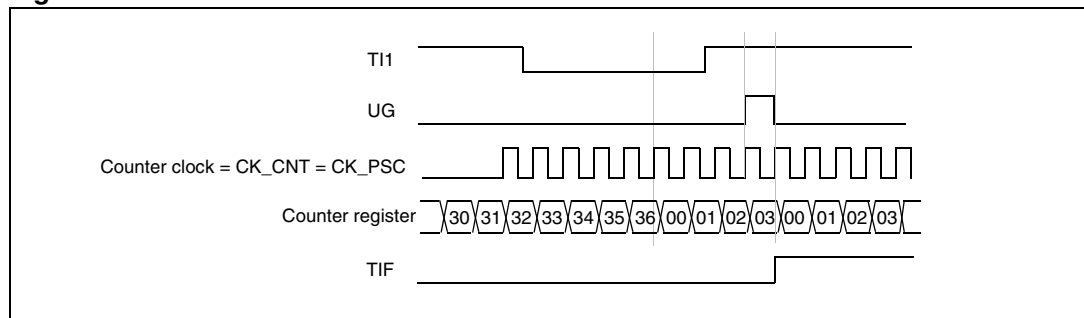 TI1
UG
Counter clock = CK_CNT = CK_PSC
Counter register 30 31 32 33 34 35 36 00 01 02 03 00 01 02 03
TIF